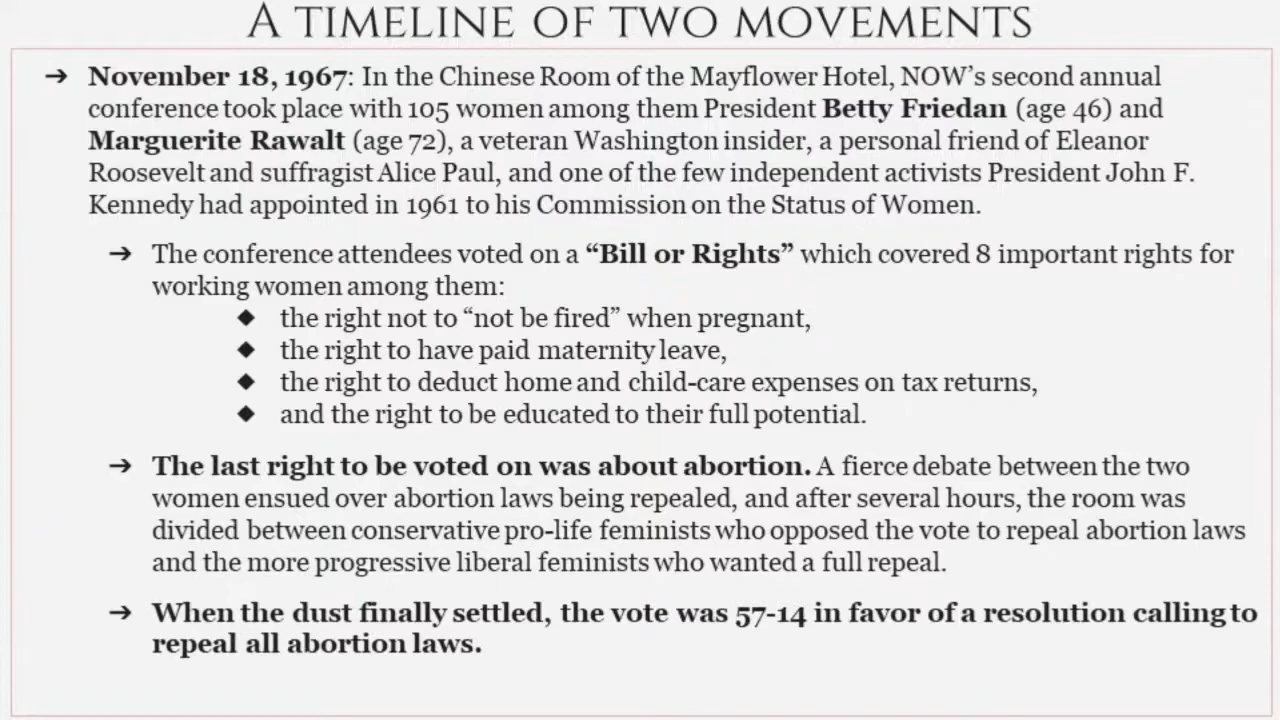 A TIMELINE OF TWO MOVEMENTS
➔ November 18, 1967: In the Chinese Room of the Mayflower Hotel, NOW's second annual
conference took place with 105 women among them President Betty Friedan (age 46) and
Marguerite Rawalt (age 72), a veteran Washington insider, a personal friend of Eleanor
Roosevelt and suffragist Alice Paul, and one of the few independent activists President John F.
Kennedy had appointed in 1961 to his Commission on the Status of Women.
➔ The conference attendees voted on a “Bill or Rights” which covered 8 important rights for
working women among them:
◆ the right not to “not be fired” when pregnant,
◆ the right to have paid maternity leave,
◆ the right to deduct home and child-care expenses on tax returns,
◆ and the right to be educated to their full potential.
➔ The last right to be voted on was about abortion. A fierce debate between the two
women ensued over abortion laws being repealed, and after several hours, the room was
divided between conservative pro-life feminists who opposed the vote to repeal abortion laws
and the more progressive liberal feminists who wanted a full repeal.
➔ When the dust finally settled, the vote was 57-14 in favor of a resolution calling to
repeal all abortion laws.